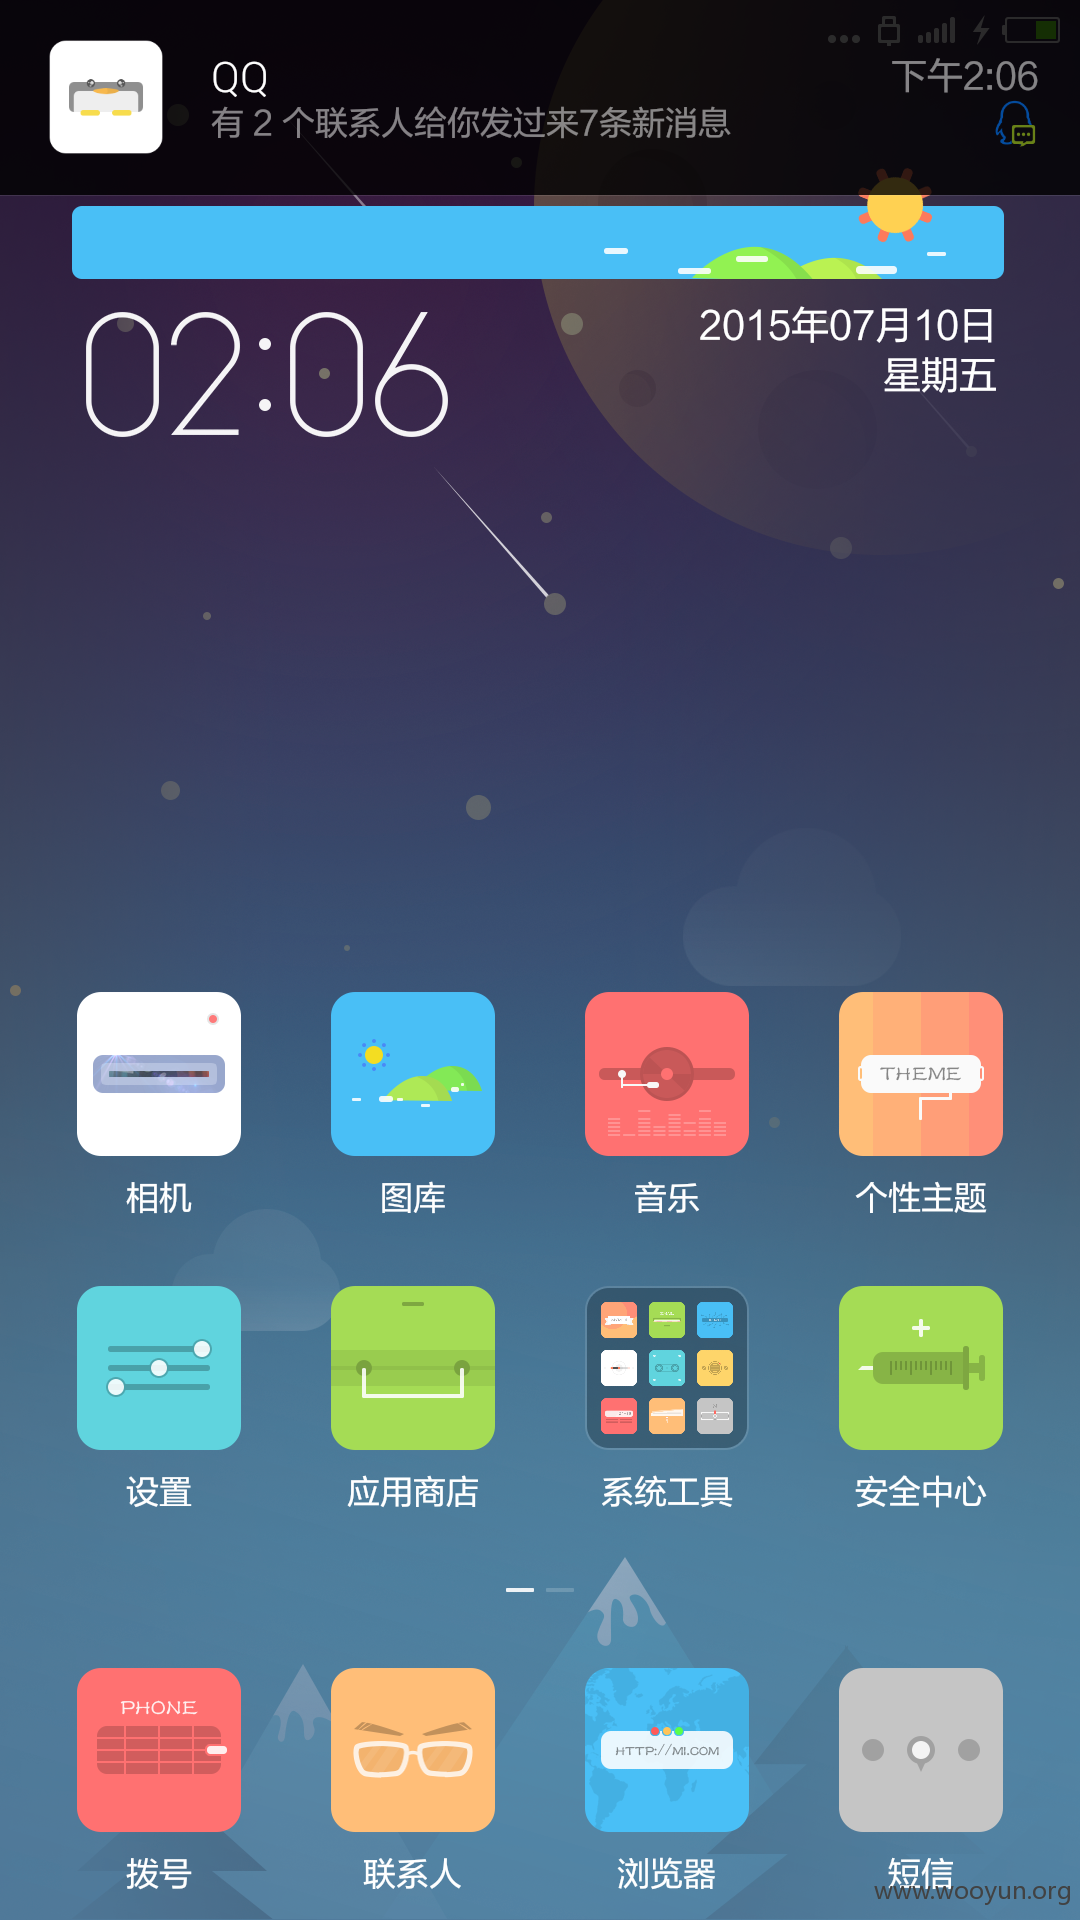 QQ
下午2:06
有 2 个联系人给你发过来7条新消息
02:06
2015年07月10日
星期五
THEME
相机
图库
音乐
个性主题
设置
应用商店
系统工具
安全中心
PHONE
HTTP://MI.COM
拨号
联系人
浏览器
短信
www.wooyun.org